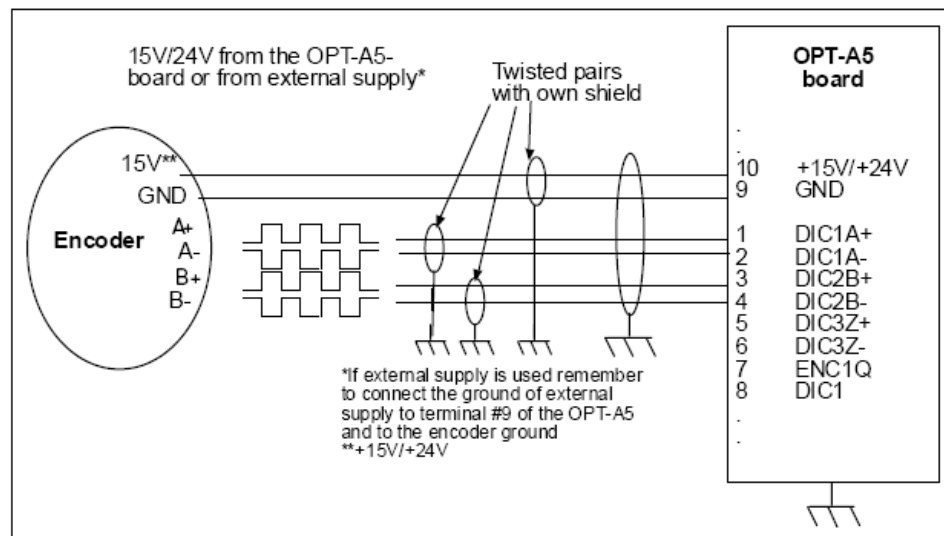 15V/24V from the OPT-A5-
board or from external supply*
Twisted pairs
with own shield
OPT-A5
board
.
.
15V**
GND
Encoder
A+
A-
B+
B-
10 +15V/+24V
9 GND
1 DIC1A+
2 DIC1A-
3 DIC2B+
4 DIC2B-
5 DIC3Z+
6 DIC3Z-
7 ENC1Q
8 DIC1
.
.
*If external supply is used remember
to connect the ground of external
supply to terminal #9 of the OPT-A5
and to the encoder ground
**+15V/+24V